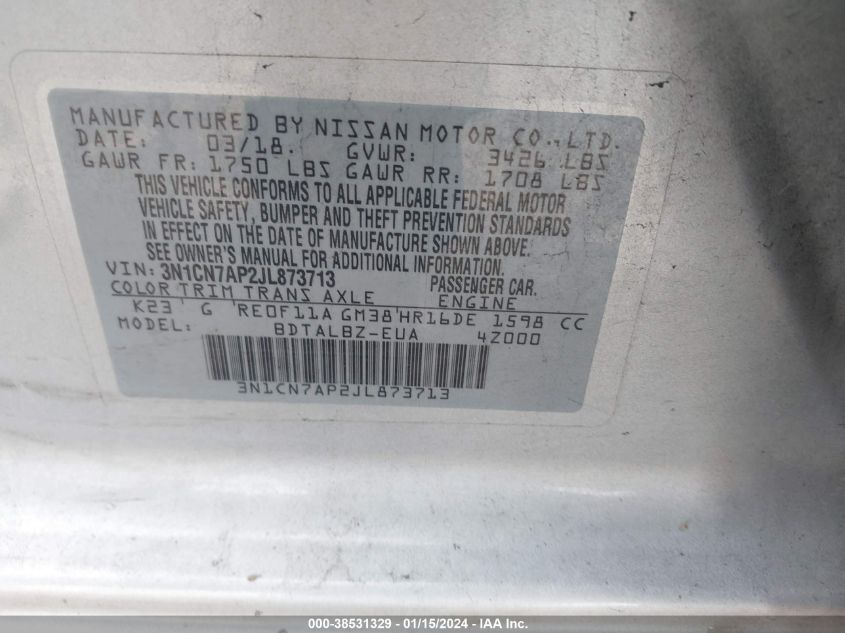 MANUFACTURED BY NISSAN MOTOR CO., LTD.
DATE: 03/18. GVWR: 3426 LBS
GAWR FR: 1750 LBS GAWR RR: 1708 LBS
THIS VEHICLE CONFORMS TO ALL APPLICABLE FEDERAL MOTOR
VEHICLE SAFETY, BUMPER AND THEFT PREVENTION STANDARDS
IN EFFECT ON THE DATE OF MANUFACTURE SHOWN ABOVE.
SEE OWNER'S MANUAL FOR ADDITIONAL INFORMATION.
VIN: 3N1CN7AP2JL873713 PASSENGER CAR.
COLOR TRIM TRANS AXLE ENGINE
K23 ' G 'RE0F11A GM38'HR16DE 1598 CC
MODEL: BDTALBZ-EUA 4Z000
3N1CN7AP2JL873713
000-38531329 - 01/15/2024 - IAA Inc.